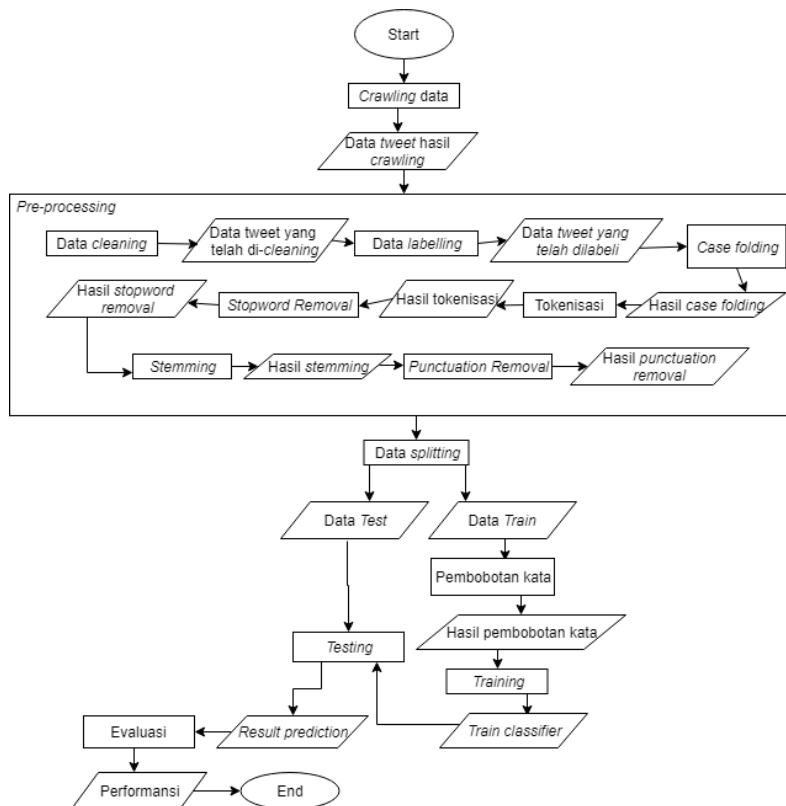 Start
Crawling data
Data tweet hasil
crawling
Pre-processing
Data cleaning
Data tweet yang
telah di-cleaning
Data labelling
Data tweet yang
telah dilabeli
Case folding
Hasil case folding
Tokenisasi
Hasil tokenisasi
Stopword Removal
Hasil stopword
removal
Stemming
Hasil stemming
Punctuation Removal
Hasil punctuation
removal
Data splitting
Data Test
Data Train
Pembobotan kata
Hasil pembobotan kata
Training
Train classifier
Testing
Result prediction
Evaluasi
Performansi
End